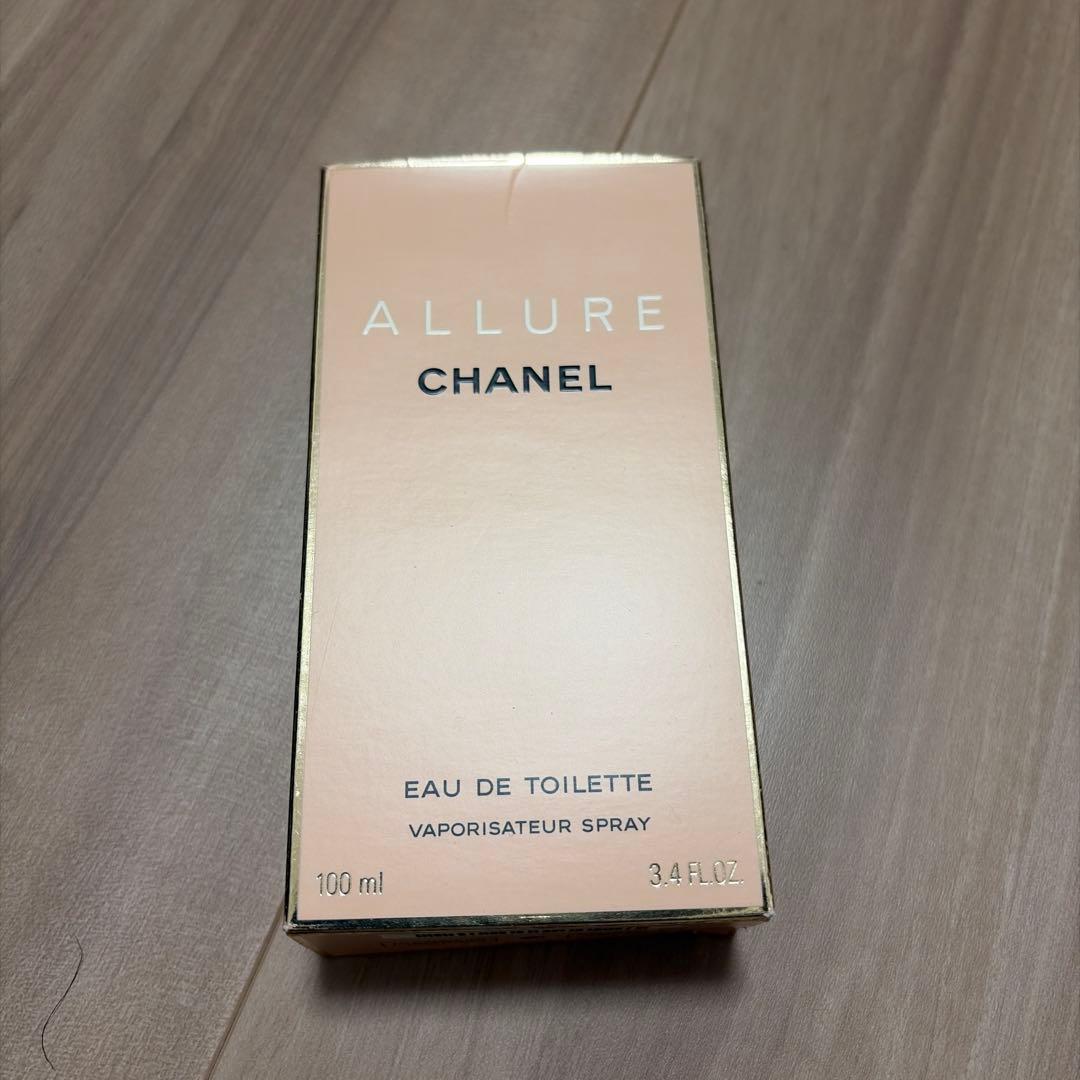 ALLURE
CHANEL
EAU DE TOILETTE
VAPORISATEUR SPRAY
100 ml
3.4 FL.OZ.